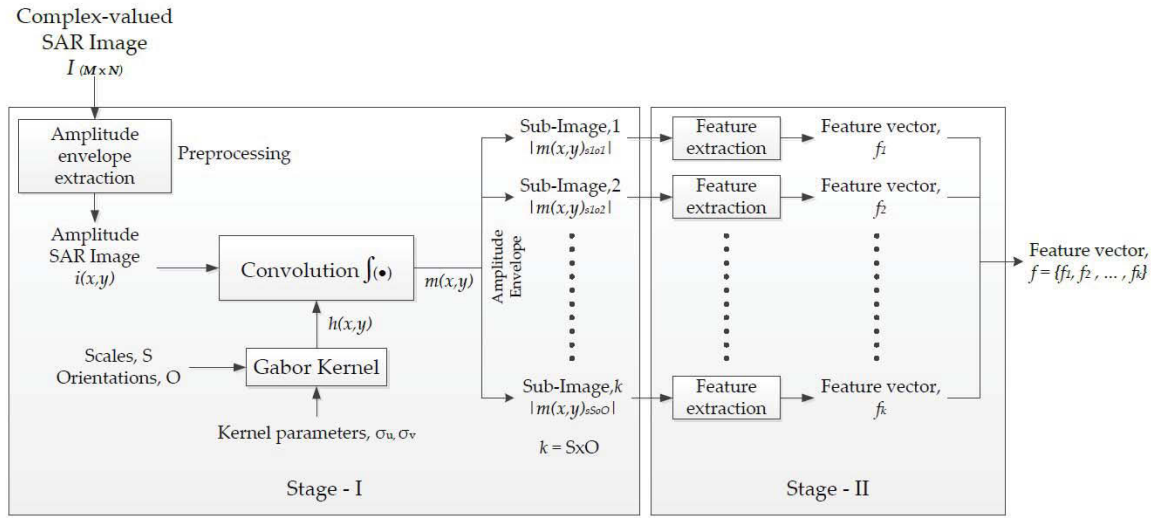 Complex-valued
SAR Image
I (M x N)
Amplitude
envelope
extraction
Preprocessing
Amplitude
SAR Image
i(x,y)
Convolution ∫(•)
m(x,y)
h(x,y)
Scales, S
Orientations, O
Gabor Kernel
Kernel parameters, σu, σv
Amplitude
Envelope
Sub-Image,1
|m(x,y)s1o1|
Sub-Image,2
|m(x,y)s1o2|
Sub-Image,k
|m(x,y)sSoO|
k = SxO
Stage - I
Feature
extraction
Feature vector,
f1
Feature
extraction
Feature vector,
f2
Feature
extraction
Feature vector,
fk
Stage - II
Feature vector,
f = {f1, f2 , ... , fk}